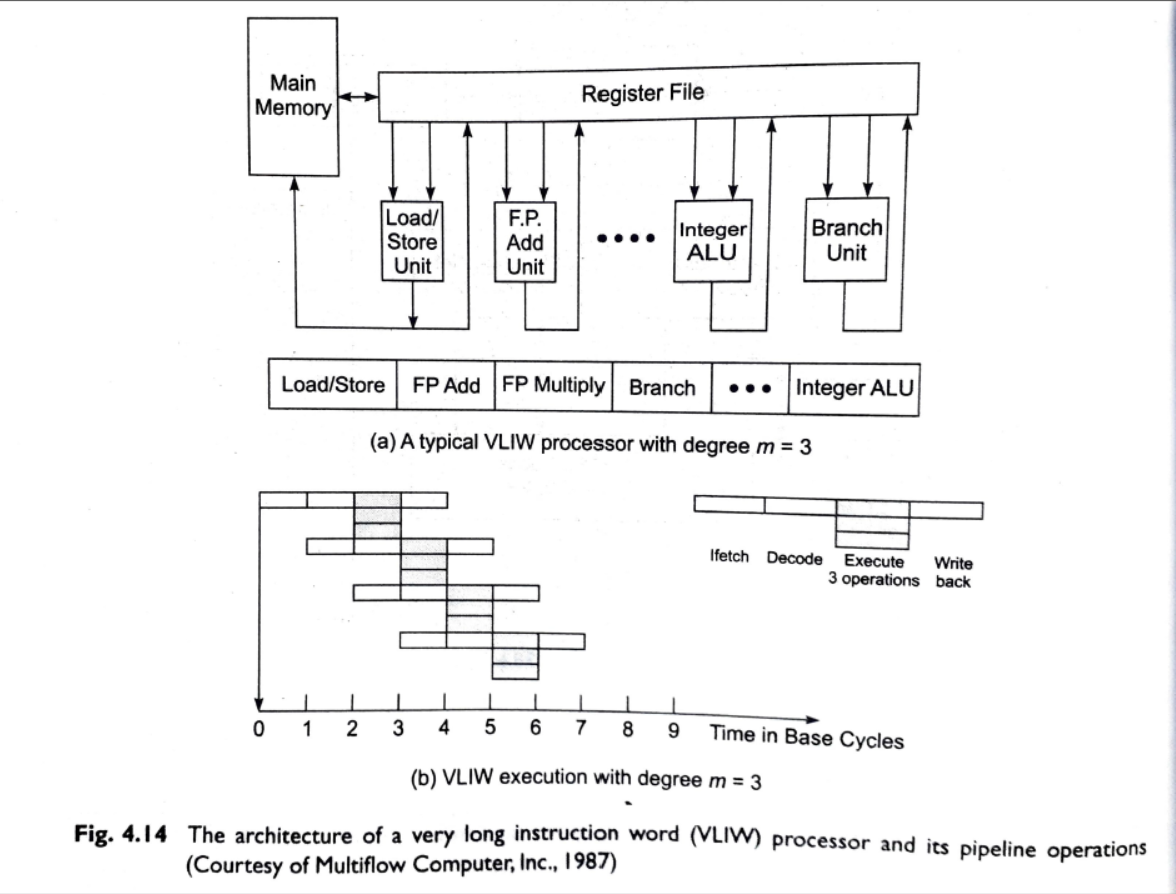 Main
Memory
Register File
Load/
Store
Unit
F.P.
Add
Unit
••••
Integer
ALU
Branch
Unit
Load/Store FP Add FP Multiply Branch ••• Integer ALU
(a) A typical VLIW processor with degree m = 3
Ifetch Decode Execute Write
3 operations back
0 1 2 3 4 5 6 7 8 9 Time in Base Cycles
(b) VLIW execution with degree m = 3
Fig. 4.14 The architecture of a very long instruction word (VLIW) processor and its pipeline operations
(Courtesy of Multiflow Computer, Inc., 1987)